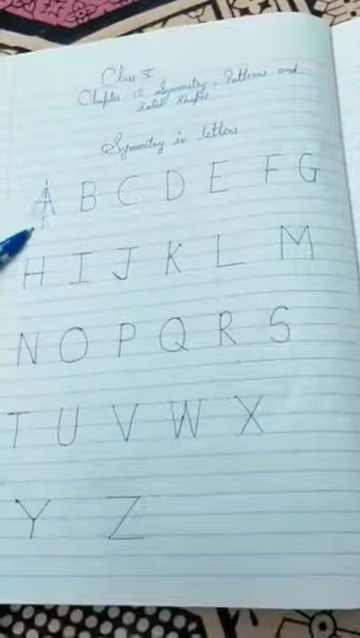 Class V
Chapter 12 Symmetry, Patterns and
Solid Shapes
Symmetry in letters
A B C D E F G
H I J K L M
N O P Q R S
T U V W X
Y Z